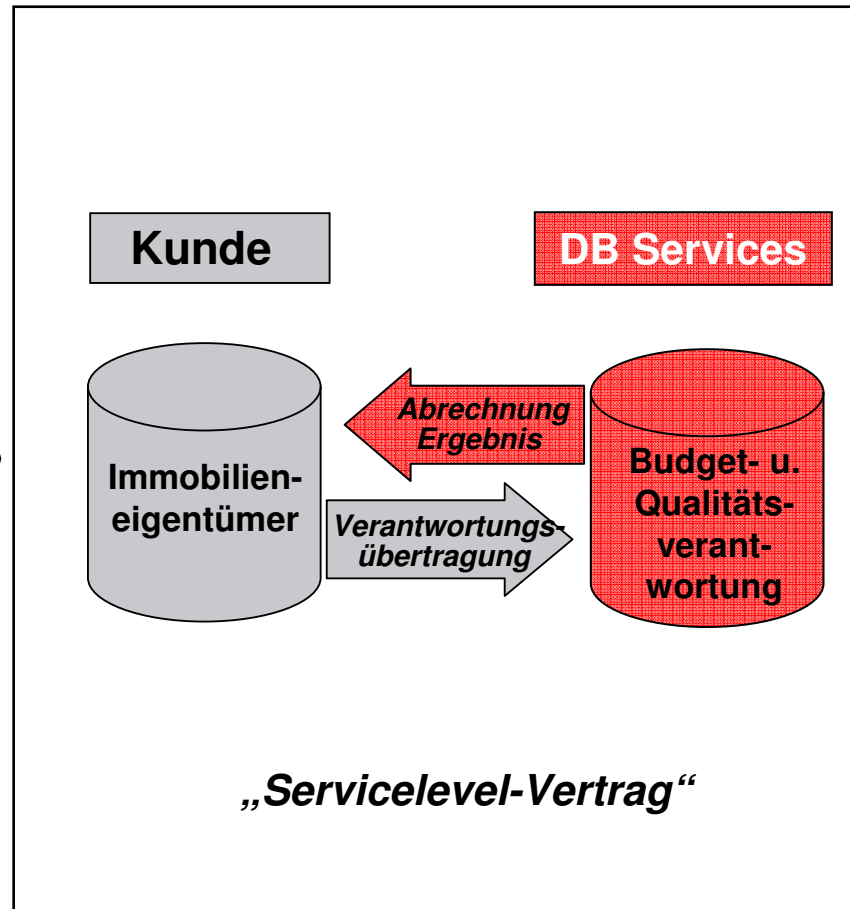 Kunde
DB Services
Abrechnung
Ergebnis
Immobilien-
eigentümer
Verantwortungs-
übertragung
Budget- u.
Qualitäts-
verant-
wortung
„Servicelevel-Vertrag“